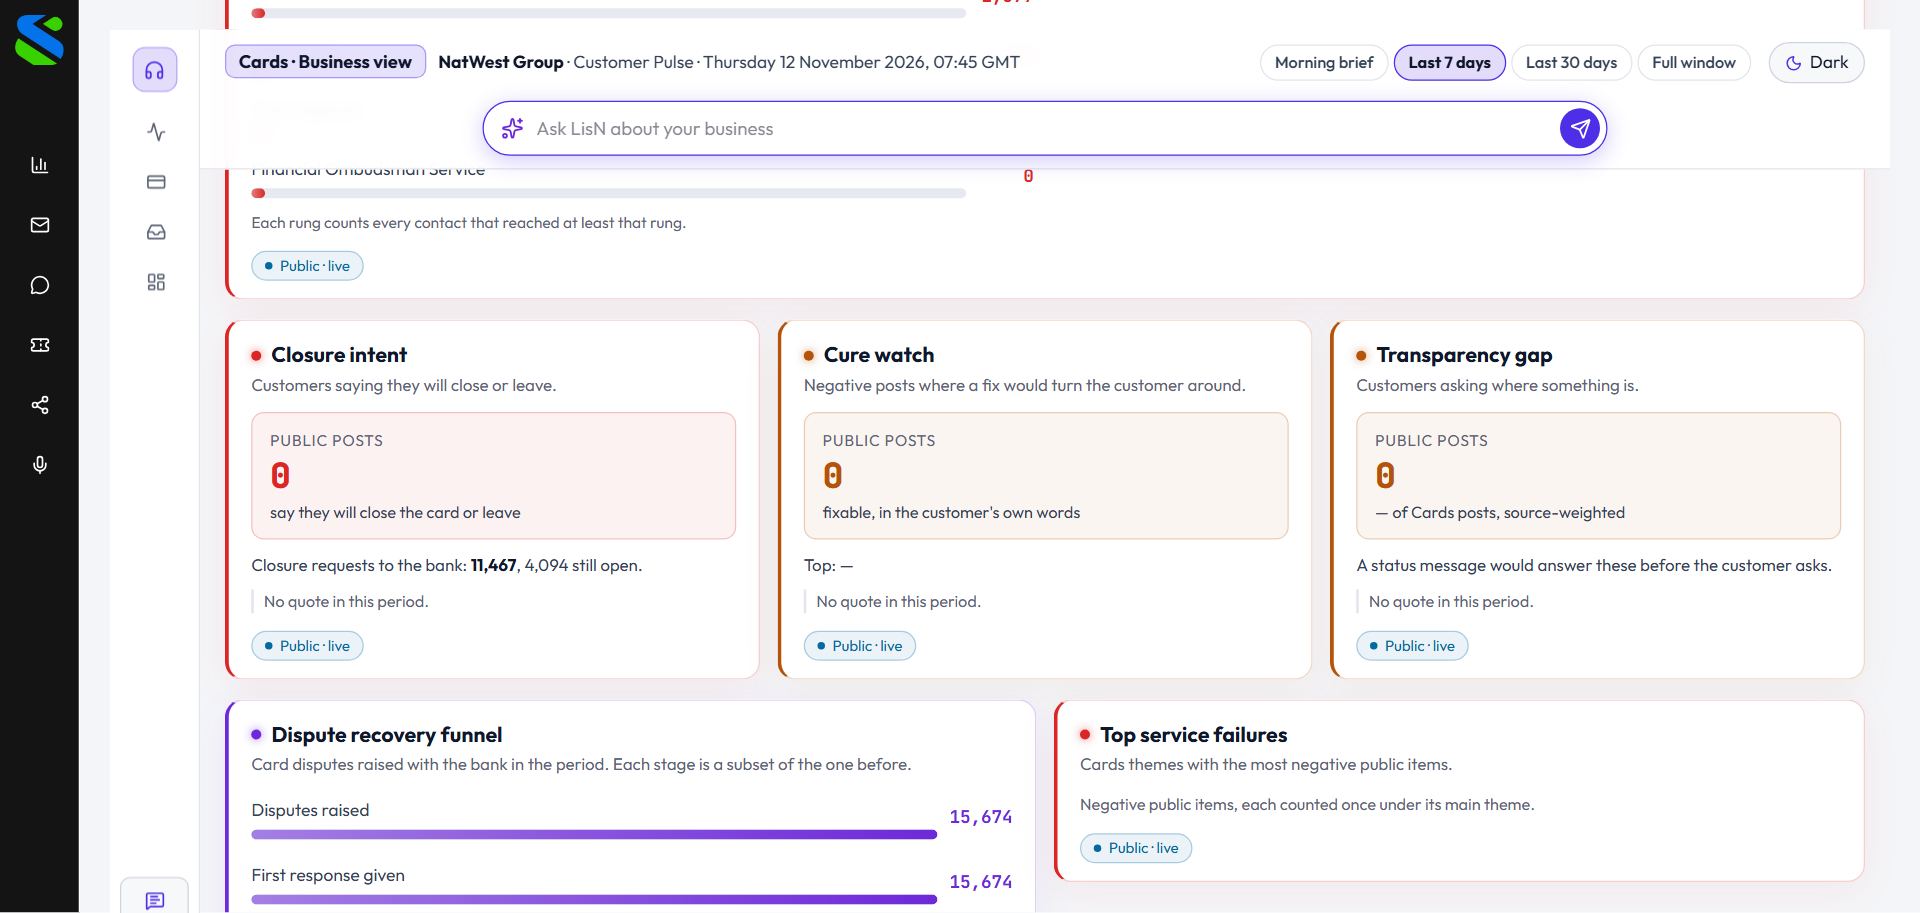 Cards · Business view
NatWest Group · Customer Pulse · Thursday 12 November 2026, 07:45 GMT
Morning brief
Last 7 days
Last 30 days
Full window
Dark
Ask LisN about your business
Financial Ombudsman Service
0
Each rung counts every contact that reached at least that rung.
Public · live
Closure intent
Customers saying they will close or leave.
PUBLIC POSTS
0
say they will close the card or leave
Closure requests to the bank: 11,467, 4,094 still open.
No quote in this period.
Public · live
Cure watch
Negative posts where a fix would turn the customer around.
PUBLIC POSTS
0
fixable, in the customer's own words
Top: —
No quote in this period.
Public · live
Transparency gap
Customers asking where something is.
PUBLIC POSTS
0
— of Cards posts, source-weighted
A status message would answer these before the customer asks.
No quote in this period.
Public · live
Dispute recovery funnel
Card disputes raised with the bank in the period. Each stage is a subset of the one before.
Disputes raised
15,674
First response given
15,674
Top service failures
Cards themes with the most negative public items.
Negative public items, each counted once under its main theme.
Public · live